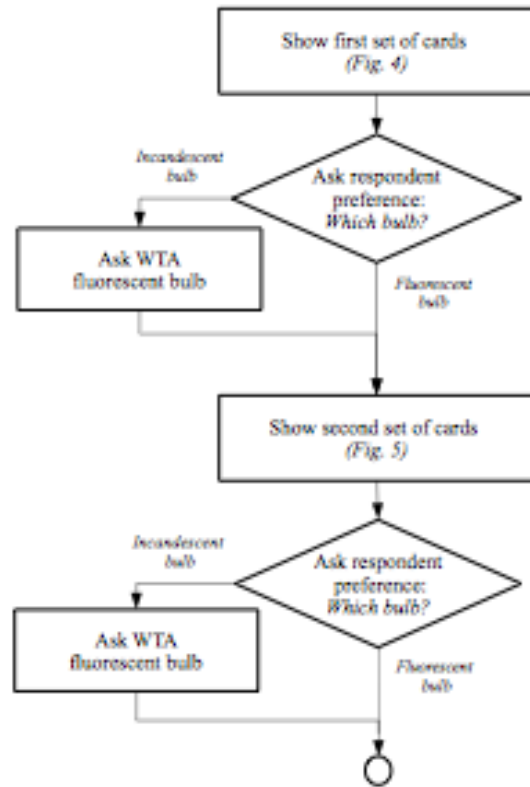 Show first set of cards
(Fig. 4)
Incandescent
bulb
Ask respondent
preference:
Which bulb?
Ask WTA
fluorescent bulb
Fluorescent
bulb
Show second set of cards
(Fig. 5)
Incandescent
bulb
Ask respondent
preference:
Which bulb?
Ask WTA
fluorescent bulb
Fluorescent
bulb